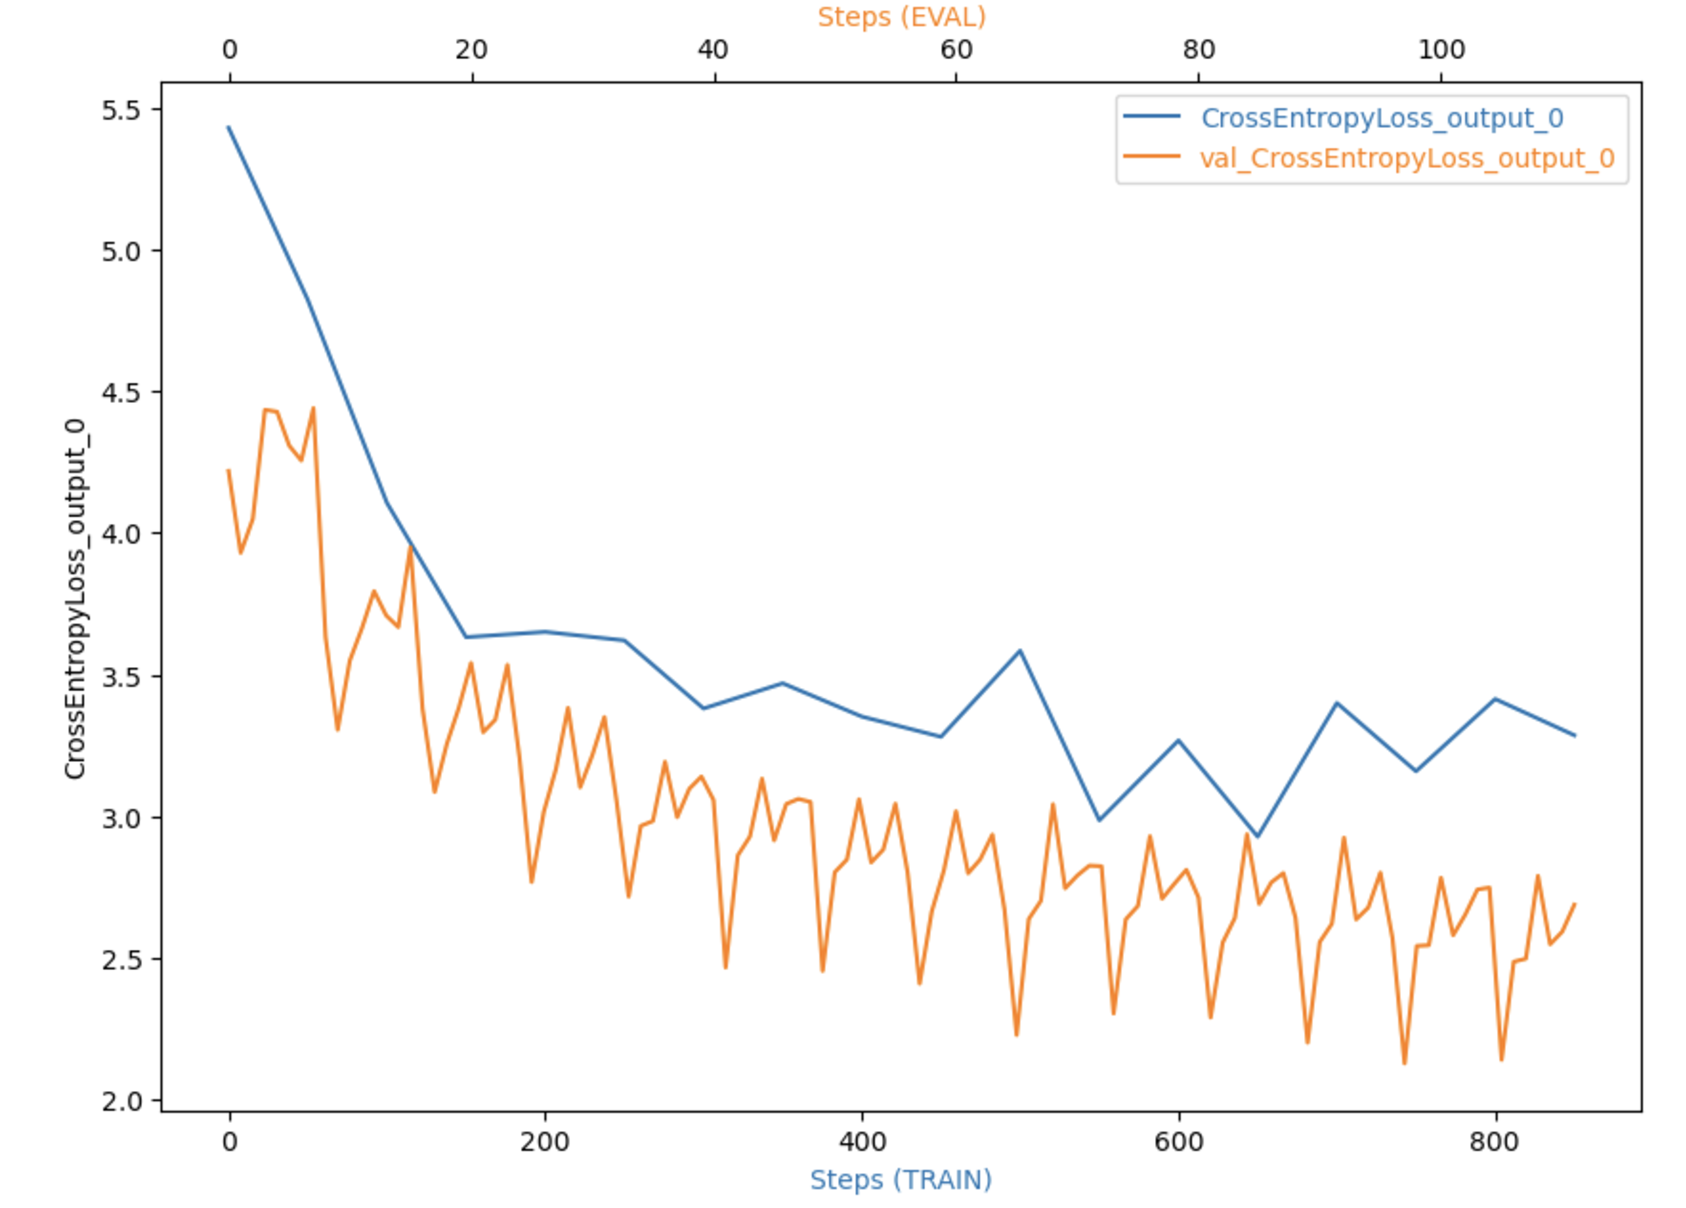 Steps (EVAL)
0 20 40 60 80 100
CrossEntropyLoss_output_0
val_CrossEntropyLoss_output_0
5.5
5.0
4.5
4.0
3.5
3.0
2.5
2.0
CrossEntropyLoss_output_0
0 200 400 600 800
Steps (TRAIN)